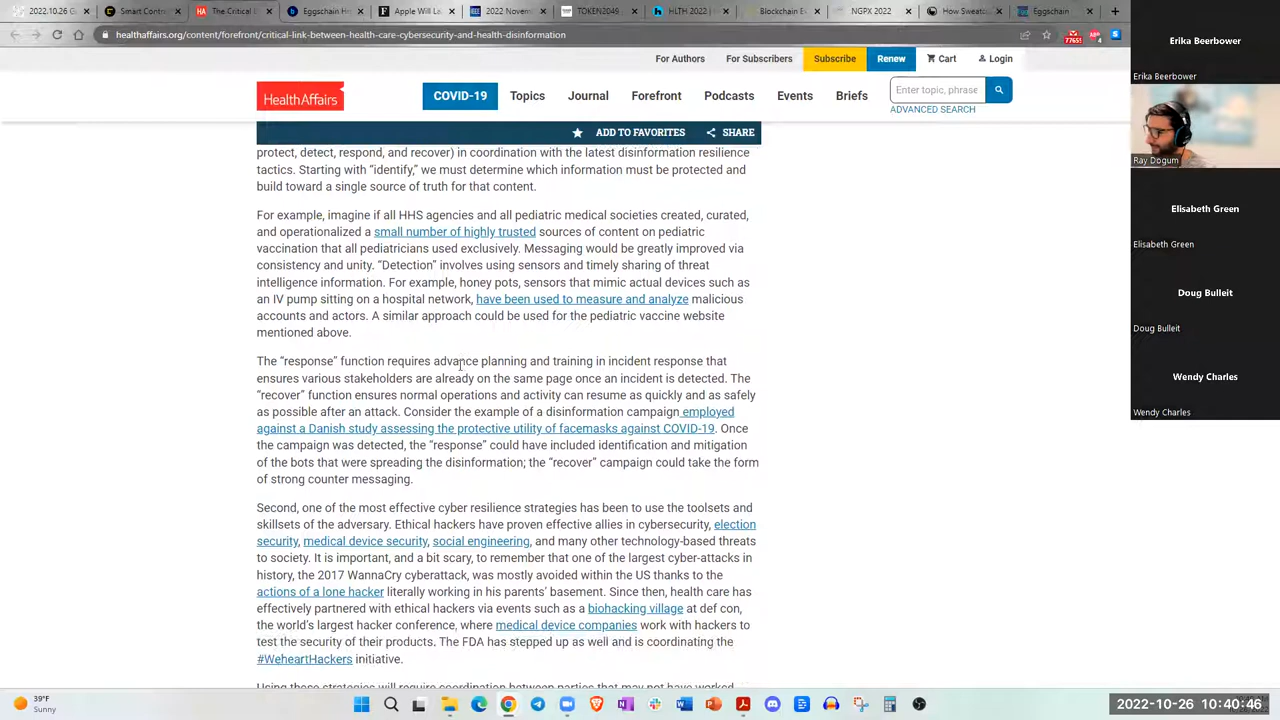 2022.10.26
Smart Contra
The Critical
Eggschain Ho
Apple Will La
2022 Novem
TOKEN2049
HLTH 2022
Blockchain E
NGPX 2022
How Sweato
Eggschain
healthaffairs.org/content/forefront/critical-link-between-health-care-cybersecurity-and-health-disinformation
For Authors For Subscribers Subscribe Renew Cart Login
HealthAffairs COVID-19 Topics Journal Forefront Podcasts Events Briefs Enter topic, phrase
ADVANCED SEARCH
ADD TO FAVORITES SHARE
protect, detect, respond, and recover) in coordination with the latest disinformation resilience
tactics. Starting with “identify,” we must determine which information must be protected and
build toward a single source of truth for that content.
For example, imagine if all HHS agencies and all pediatric medical societies created, curated,
and operationalized a small number of highly trusted sources of content on pediatric
vaccination that all pediatricians used exclusively. Messaging would be greatly improved via
consistency and unity. “Detection” involves using sensors and timely sharing of threat
intelligence information. For example, honey pots, sensors that mimic actual devices such as
an IV pump sitting on a hospital network, have been used to measure and analyze malicious
accounts and actors. A similar approach could be used for the pediatric vaccine website
mentioned above.
The “response” function requires advance planning and training in incident response that
ensures various stakeholders are already on the same page once an incident is detected. The
“recover” function ensures normal operations and activity can resume as quickly and as safely
as possible after an attack. Consider the example of a disinformation campaign employed
against a Danish study assessing the protective utility of facemasks against COVID-19. Once
the campaign was detected, the “response” could have included identification and mitigation
of the bots that were spreading the disinformation; the “recover” campaign could take the form
of strong counter messaging.
Second, one of the most effective cyber resilience strategies has been to use the toolsets and
skillsets of the adversary. Ethical hackers have proven effective allies in cybersecurity, election
security, medical device security, social engineering, and many other technology-based threats
to society. It is important, and a bit scary, to remember that one of the largest cyber-attacks in
history, the 2017 WannaCry cyberattack, was mostly avoided within the US thanks to the
actions of a lone hacker literally working in his parents’ basement. Since then, health care has
effectively partnered with ethical hackers via events such as a biohacking village at def con,
the world’s largest hacker conference, where medical device companies work with hackers to
test the security of their products. The FDA has stepped up as well and is coordinating the
#WeheartHackers initiative.
Using these strategies will require coordination between parties that may not have worked
39°F
Sunny
2022-10-26 10:40:46
Erika Beerbower
Erika Beerbower
Ray Dogum
Elisabeth Green
Elisabeth Green
Doug Bulleit
Doug Bulleit
Wendy Charles
Wendy Charles